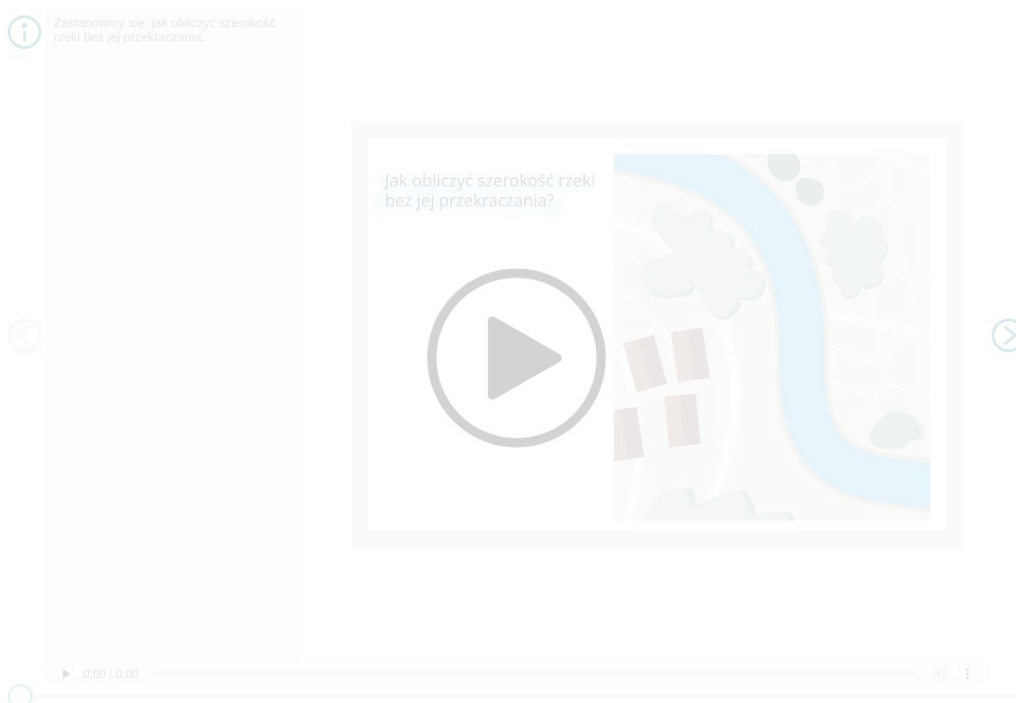 Zastanówmy się, jak obliczyć szerokość
rzeki bez jej przekraczania.
Jak obliczyć szerokość rzeki
bez jej przekraczania?
0:00 / 0:00